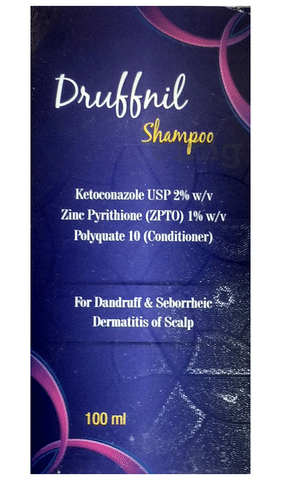 Druffnil
Shampoo
Ketoconazole USP 2% w/v
Zinc Pyrithione (ZPTO) 1% w/v
Polyquate 10 (Conditioner)
For Dandruff & Seborrheic
Dermatitis of Scalp
100 ml